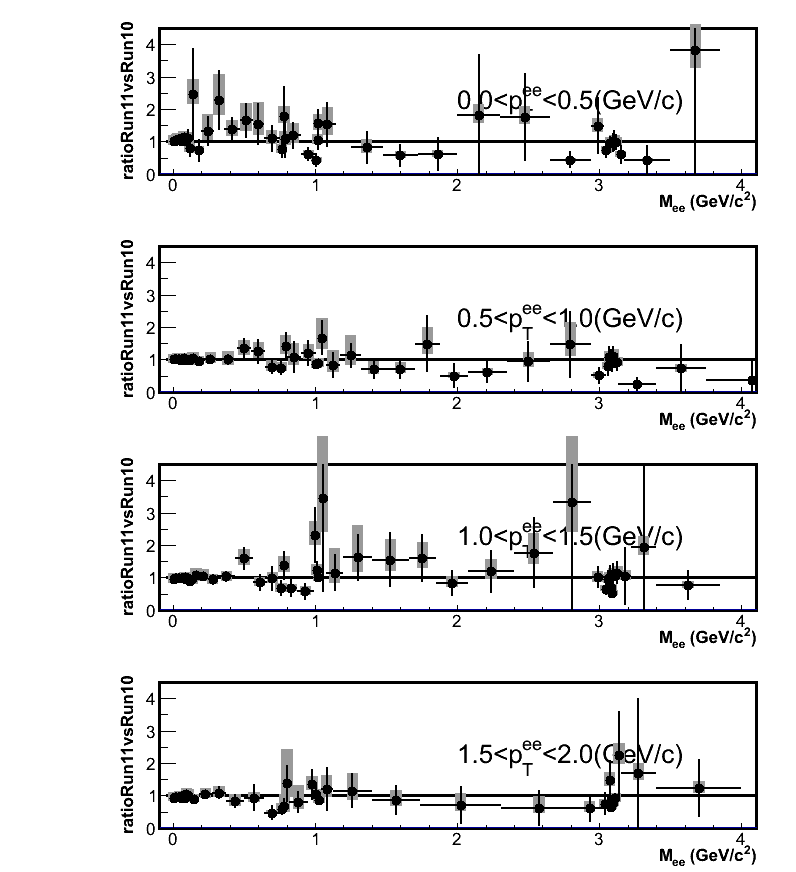 ratioRun11vsRun10
4
3
2
1
0
0.0<p_T^ee<0.5(GeV/c)
0 1 2 3 4
M_ee (GeV/c^2)
ratioRun11vsRun10
4
3
2
1
0
0.5<p_T^ee<1.0(GeV/c)
0 1 2 3 4
M_ee (GeV/c^2)
ratioRun11vsRun10
4
3
2
1
0
1.0<p_T^ee<1.5(GeV/c)
0 1 2 3 4
M_ee (GeV/c^2)
ratioRun11vsRun10
4
3
2
1
0
1.5<p_T^ee<2.0(GeV/c)
0 1 2 3 4
M_ee (GeV/c^2)